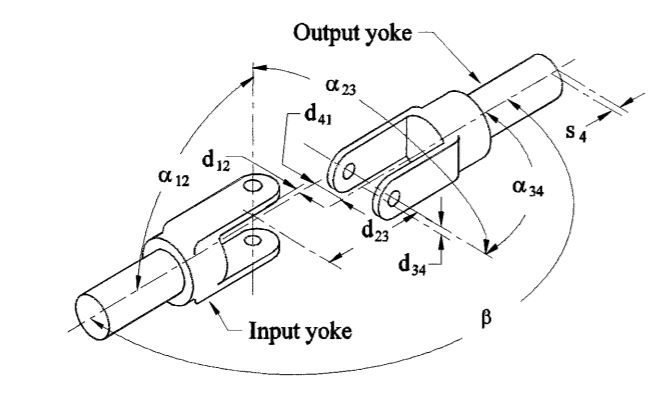 Output yoke
α23
d41
s4
d12
α12
α34
d23
d34
Input yoke
β